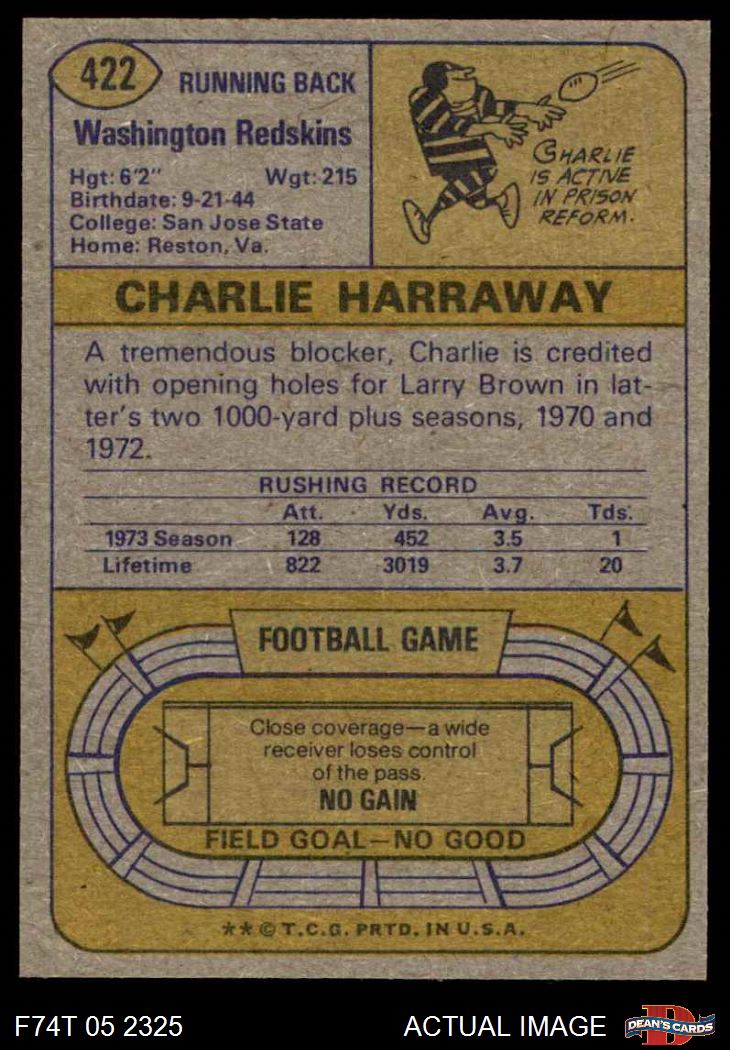 422
RUNNING BACK
Washington Redskins
Hgt: 6'2" Wgt: 215
Birthdate: 9-21-44
College: San Jose State
Home: Reston, Va.
CHARLIE
IS ACTIVE
IN PRISON
REFORM.
CHARLIE HARRAWAY
A tremendous blocker, Charlie is credited
with opening holes for Larry Brown in lat-
ter's two 1000-yard plus seasons, 1970 and
1972.
RUSHING RECORD
Att. Yds. Avg. Tds.
1973 Season 128 452 3.5 1
Lifetime 822 3019 3.7 20
FOOTBALL GAME
Close coverage—a wide
receiver loses control
of the pass.
NO GAIN
FIELD GOAL—NO GOOD
**© T.C.G. PRTD. IN U.S.A.
F74T 05 2325 ACTUAL IMAGE
D
DEAN'S CARDS